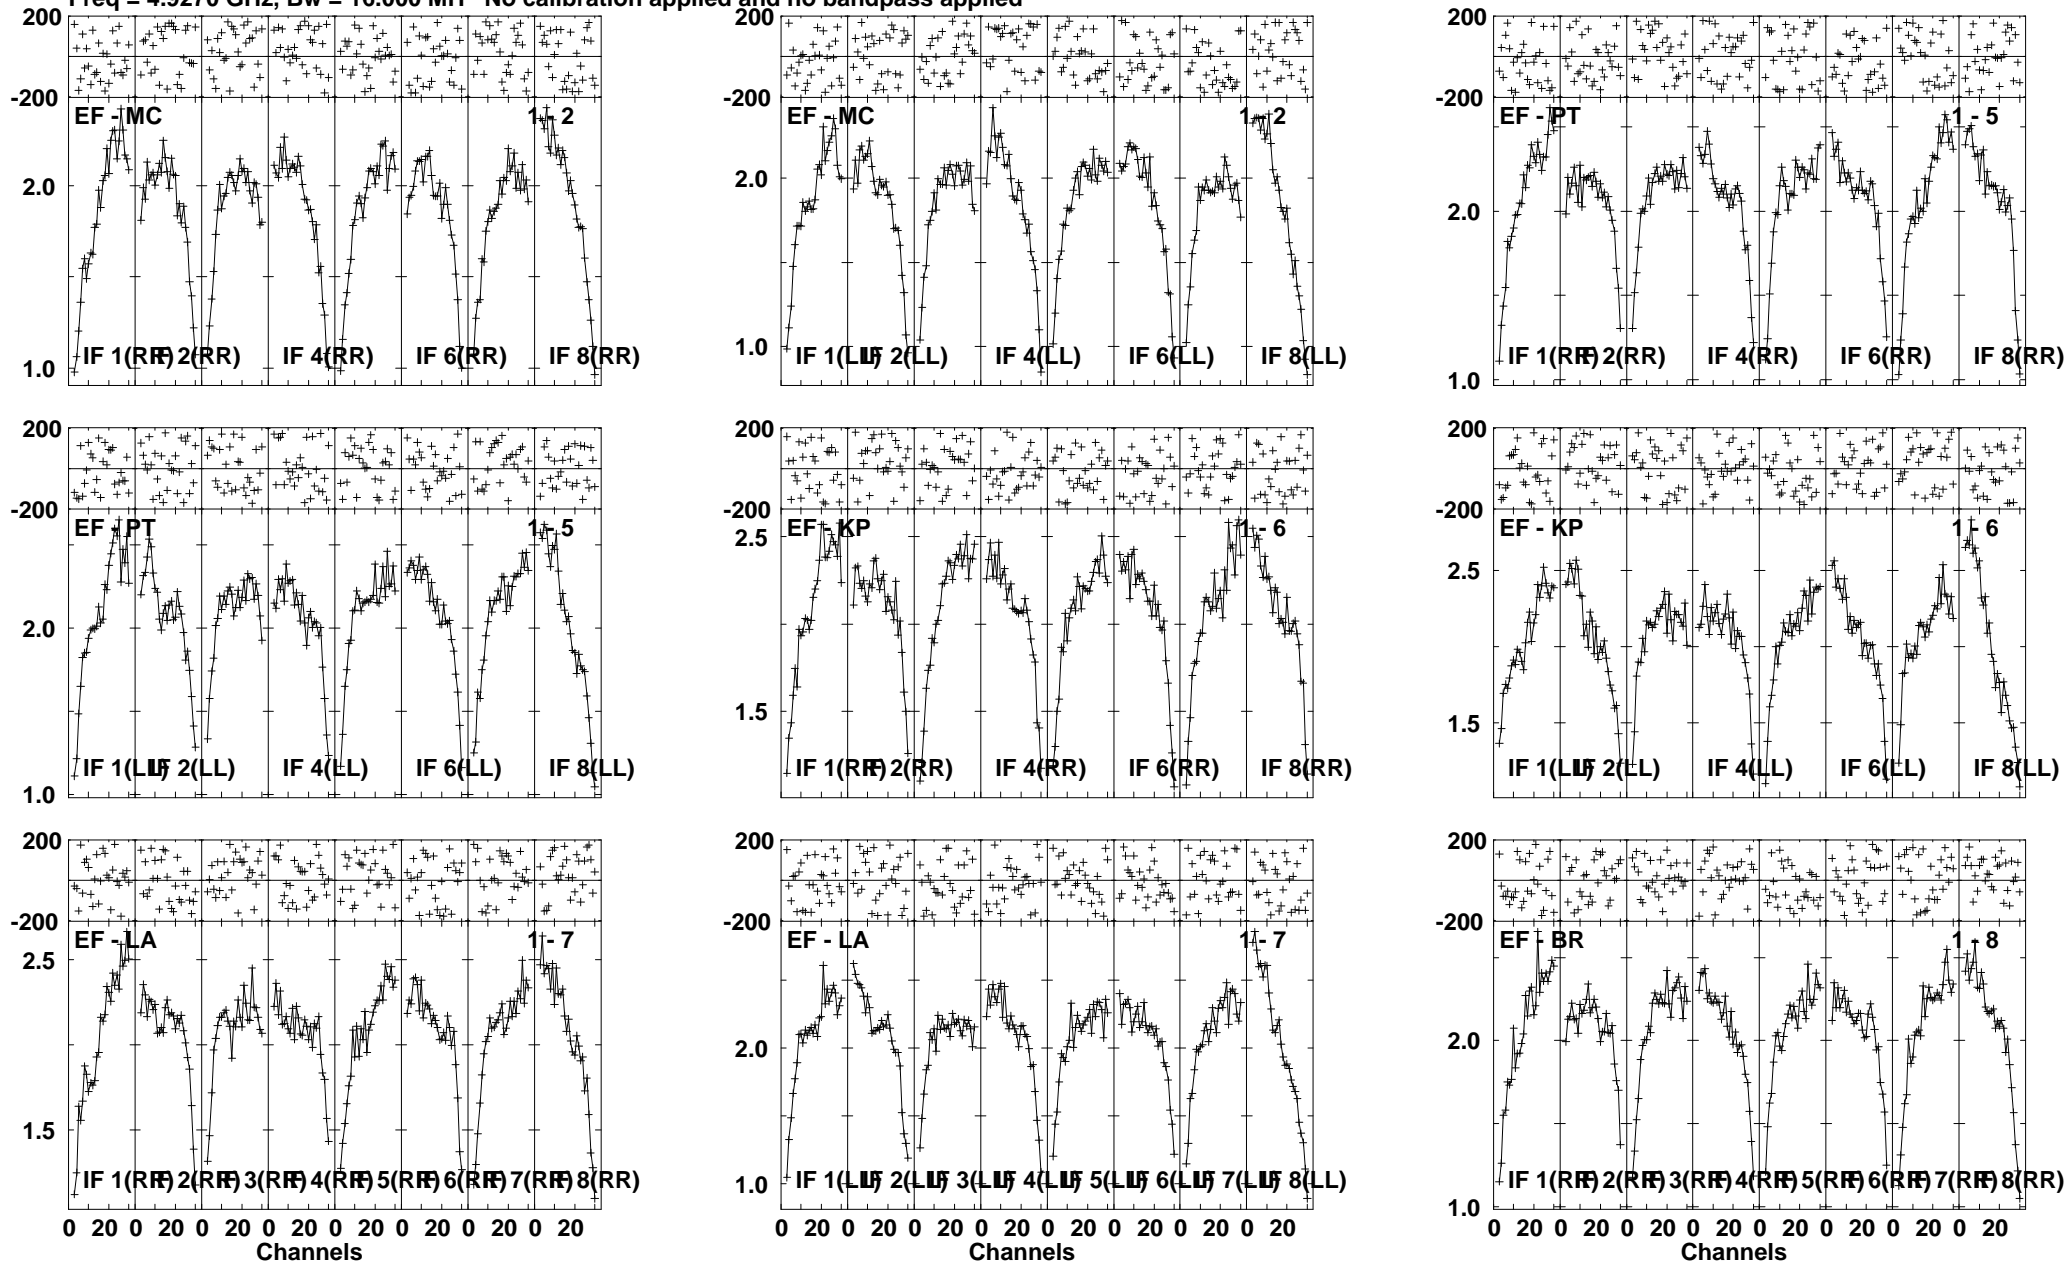 Freq = 4.9270 GHz, Bw = 16.000 MH No calibration applied and no bandpass applied
200 200 200
-200 -200 -200
EF - MC 1 - 2 EF - MC 1 - 2 EF - PT 1 - 5
2.0 2.0 2.0
1.0 1.0 1.0
IF 1(RR) IF 2(RR) IF 4(RR) IF 6(RR) IF 8(RR) IF 1(LL) IF 2(LL) IF 4(LL) IF 6(LL) IF 8(LL) IF 1(RR) IF 2(RR) IF 4(RR) IF 6(RR) IF 8(RR)
200 200 200
-200 -200 -200
EF - PT 1 - 5 EF - KP 1 - 6 EF - KP 1 - 6
2.0 2.5 2.5
1.0 1.5 1.5
IF 1(LL) IF 2(LL) IF 4(LL) IF 6(LL) IF 8(LL) IF 1(RR) IF 2(RR) IF 4(RR) IF 6(RR) IF 8(RR) IF 1(LL) IF 2(LL) IF 4(LL) IF 6(LL) IF 8(LL)
200 200 200
-200 -200 -200
EF - LA 1 - 7 EF - LA 1 - 7 EF - BR 1 - 8
2.5 2.0 2.0
1.5 1.0 1.0
IF 1(RR) IF 2(RR) IF 3(RR) IF 4(RR) IF 5(RR) IF 6(RR) IF 7(RR) IF 8(RR) IF 1(LL) IF 2(LL) IF 3(LL) IF 4(LL) IF 5(LL) IF 6(LL) IF 7(LL) IF 8(LL) IF 1(RR) IF 2(RR) IF 3(RR) IF 4(RR) IF 5(RR) IF 6(RR) IF 7(RR) IF 8(RR)
0 20 0 20 0 20 0 20 0 20 0 20 0 20 0 20 0 20 0 20 0 20 0 20 0 20 0 20 0 20 0 20 0 20 0 20 0 20 0 20 0 20 0 20 0 20 0 20
Channels Channels Channels